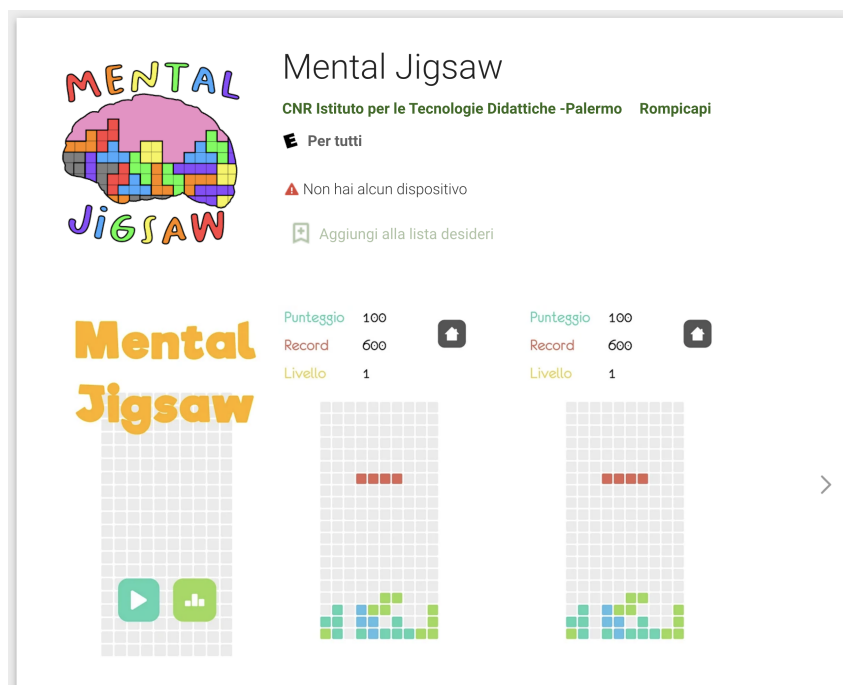 MENTAL
JiGSAW
Mental Jigsaw
CNR Istituto per le Tecnologie Didattiche -Palermo Rompicapi
E Per tutti
Non hai alcun dispositivo
Aggiungi alla lista desideri
Mental
Jigsaw
Punteggio 100
Record 600
Livello 1
Punteggio 100
Record 600
Livello 1